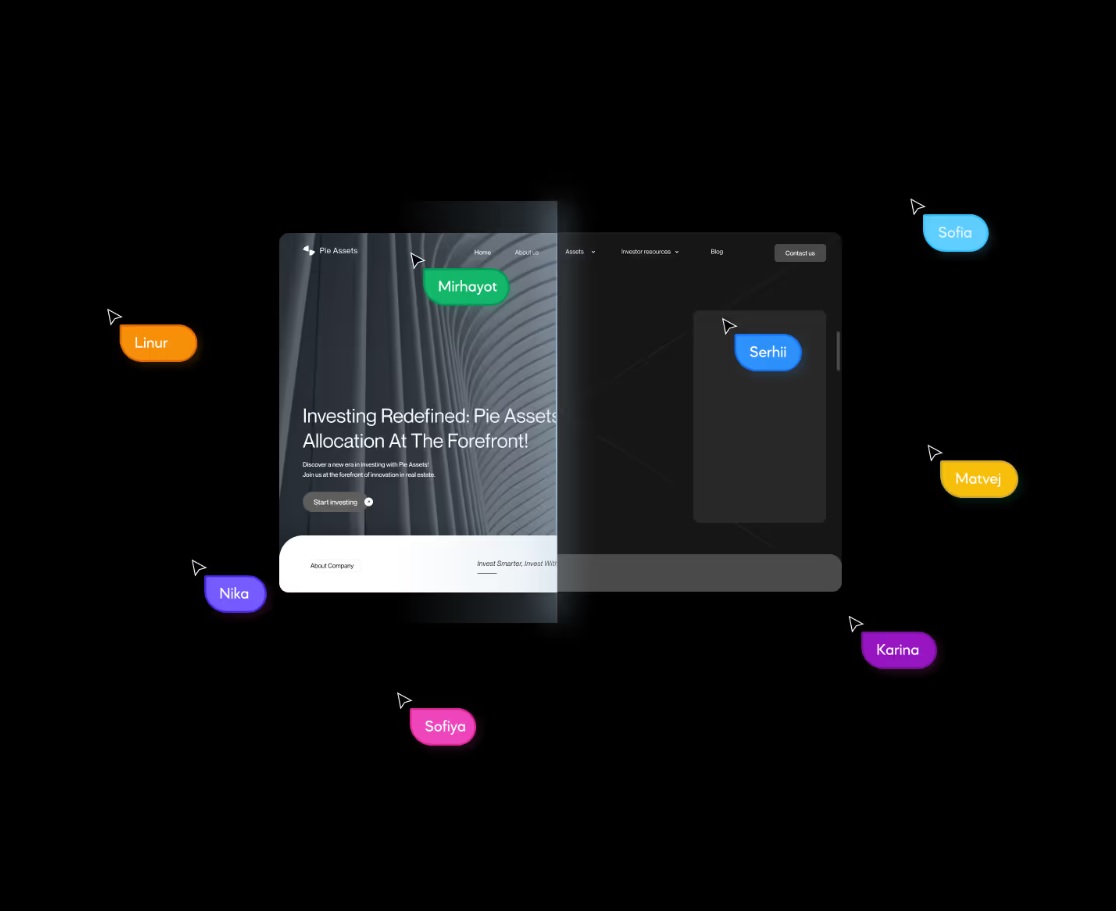 Sofia
Pie Assets
Home
About us
Assets
Investor resources
Blog
Contact us
Mirhayot
Linur
Serhii
Investing Redefined: Pie Assets
Allocation At The Forefront!
Discover a new era in Investing with Pie Assets!
Join us at the forefront of innovation in real estate.
Matvej
Start investing
About Company
Invest Smarter, Invest With
Nika
Karina
Sofiya